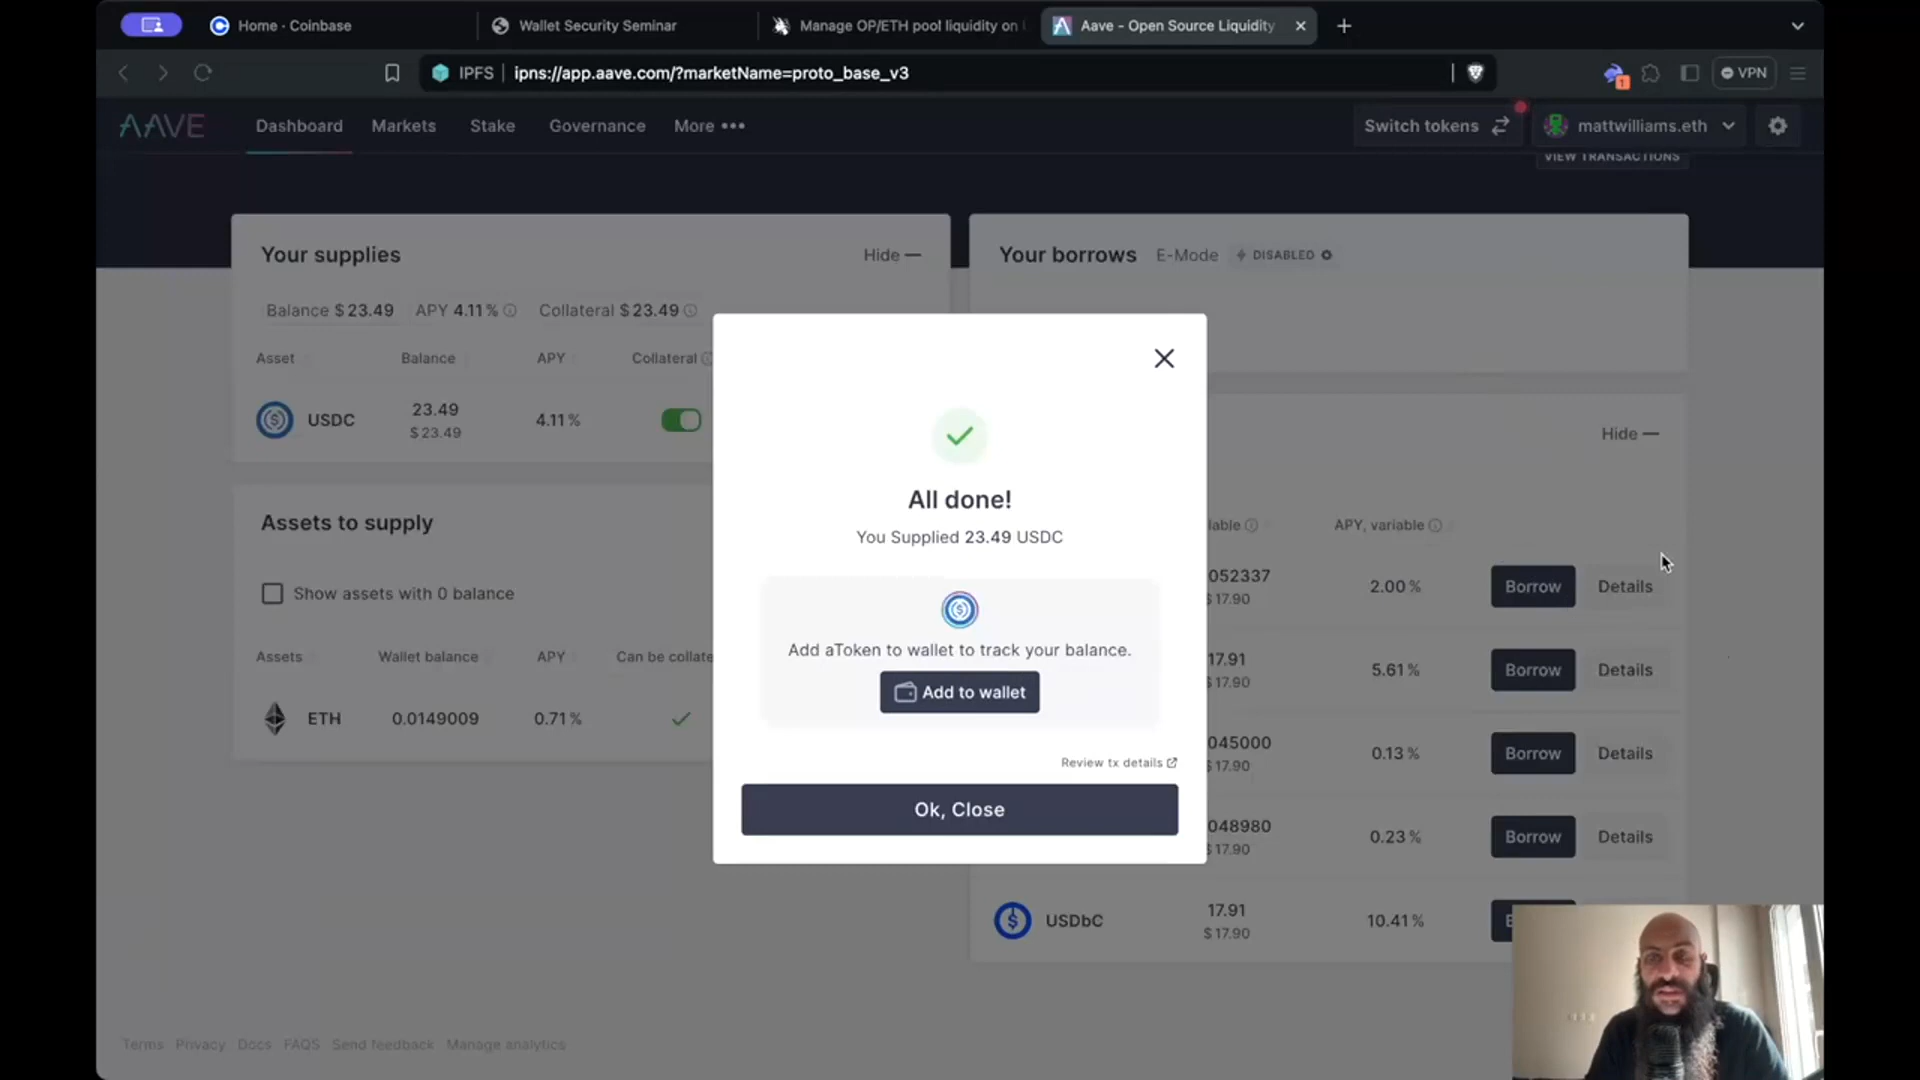 Home - Coinbase
Wallet Security Seminar
Manage OP/ETH pool liquidity on
Aave - Open Source Liquidity
IPFS
ipns://app.aave.com/?marketName=proto_base_v3
1
VPN
AAVE
Dashboard
Markets
Stake
Governance
More
Switch tokens
mattwilliams.eth
VIEW TRANSACTIONS
Your supplies
Hide
Balance $ 23.49
APY 4.11 %
Collateral $ 23.49
Asset
Balance
APY
Collateral
USDC
23.49
$ 23.49
4.11 %
Your borrows
E-Mode
DISABLED
Hide
Assets to supply
Show assets with 0 balance
Assets
Wallet balance
APY
Can be collate
ETH
0.0149009
0.71 %
All done!
You Supplied 23.49 USDC
Add aToken to wallet to track your balance.
Add to wallet
Review tx details
Ok, Close
lable
APY, variable
052337
$ 17.90
2.00 %
Borrow
Details
17.91
$ 17.90
5.61 %
Borrow
Details
045000
$ 17.90
0.13 %
Borrow
Details
048980
$ 17.90
0.23 %
Borrow
Details
USDbC
17.91
$ 17.90
10.41 %
Terms
Privacy
Docs
FAQS
Send feedback
Manage analytics